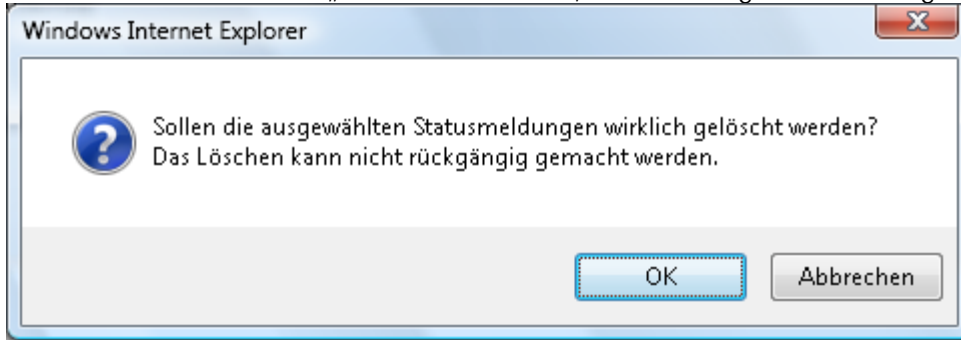 Windows Internet Explorer
Sollen die ausgewählten Statusmeldungen wirklich gelöscht werden?
Das Löschen kann nicht rückgängig gemacht werden.
OK
Abbrechen